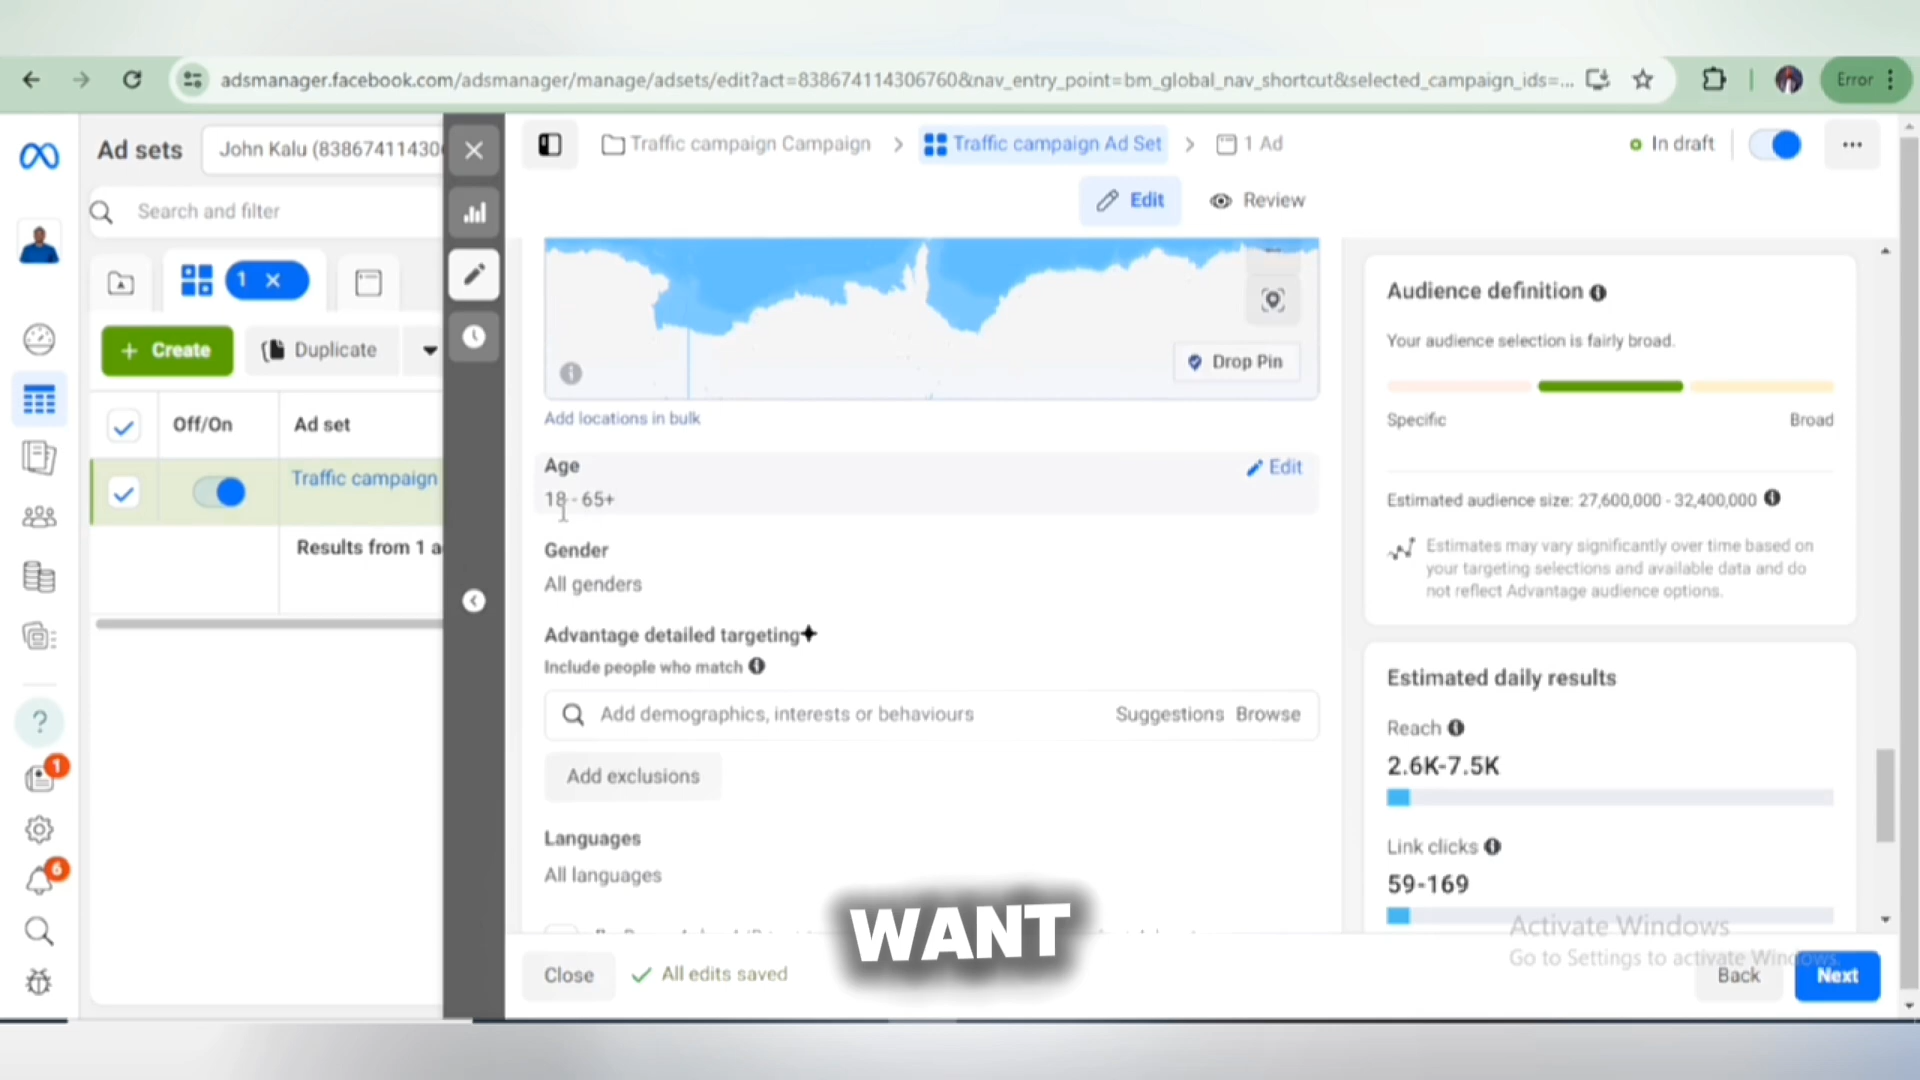 adsmanager.facebook.com/adsmanager/manage/adsets/edit?act=838674114306760&nav_entry_point=bm_global_nav_shortcut&selected_campaign_ids=...
Error
Ad sets
John Kalu (83867411430
Search and filter
1
Create
Duplicate
Off/On
Ad set
Traffic campaign
Results from 1 a
1
6
Traffic campaign Campaign
Traffic campaign Ad Set
1 Ad
In draft
Edit
Review
Drop Pin
Add locations in bulk
Age
Edit
18 - 65+
Gender
All genders
Advantage detailed targeting
Include people who match
Add demographics, interests or behaviours
Suggestions
Browse
Add exclusions
Languages
All languages
WANT
Close
All edits saved
Back
Next
Audience definition
Your audience selection is fairly broad.
Specific
Broad
Estimated audience size: 27,600,000 - 32,400,000
Estimates may vary significantly over time based on
your targeting selections and available data and do
not reflect Advantage audience options.
Estimated daily results
Reach
2.6K-7.5K
Link clicks
59-169
Activate Windows
Go to Settings to activate Windows.